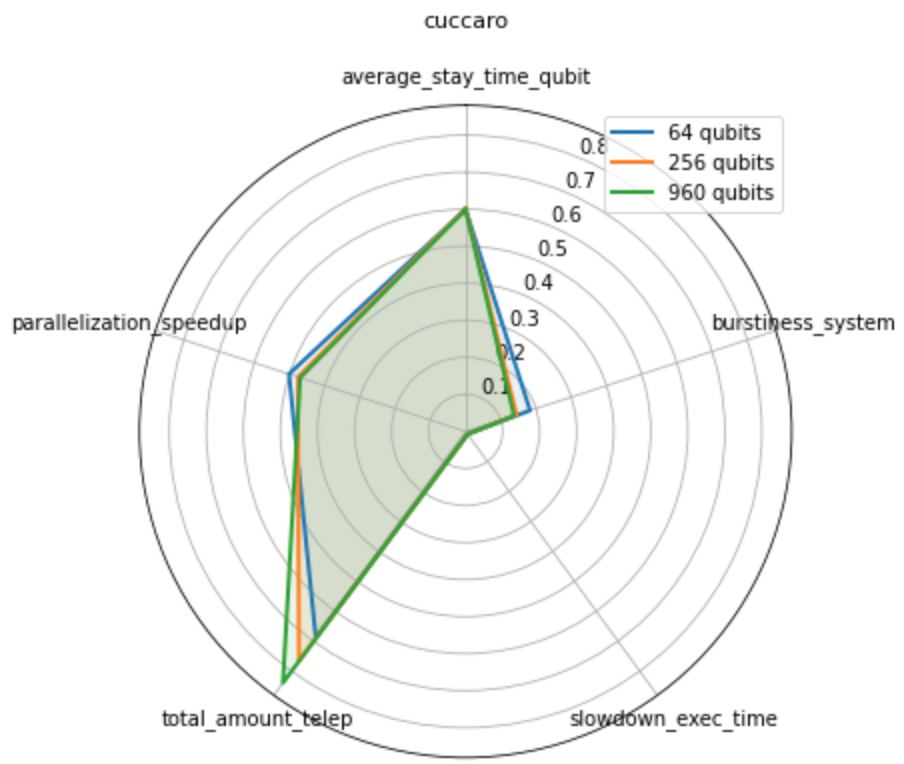 cuccaro
average_stay_time_qubit
64 qubits
256 qubits
960 qubits
0.8
0.7
0.6
0.5
0.4
0.3
0.2
0.1
parallelization_speedup
burstiness_system
total_amount_telep
slowdown_exec_time